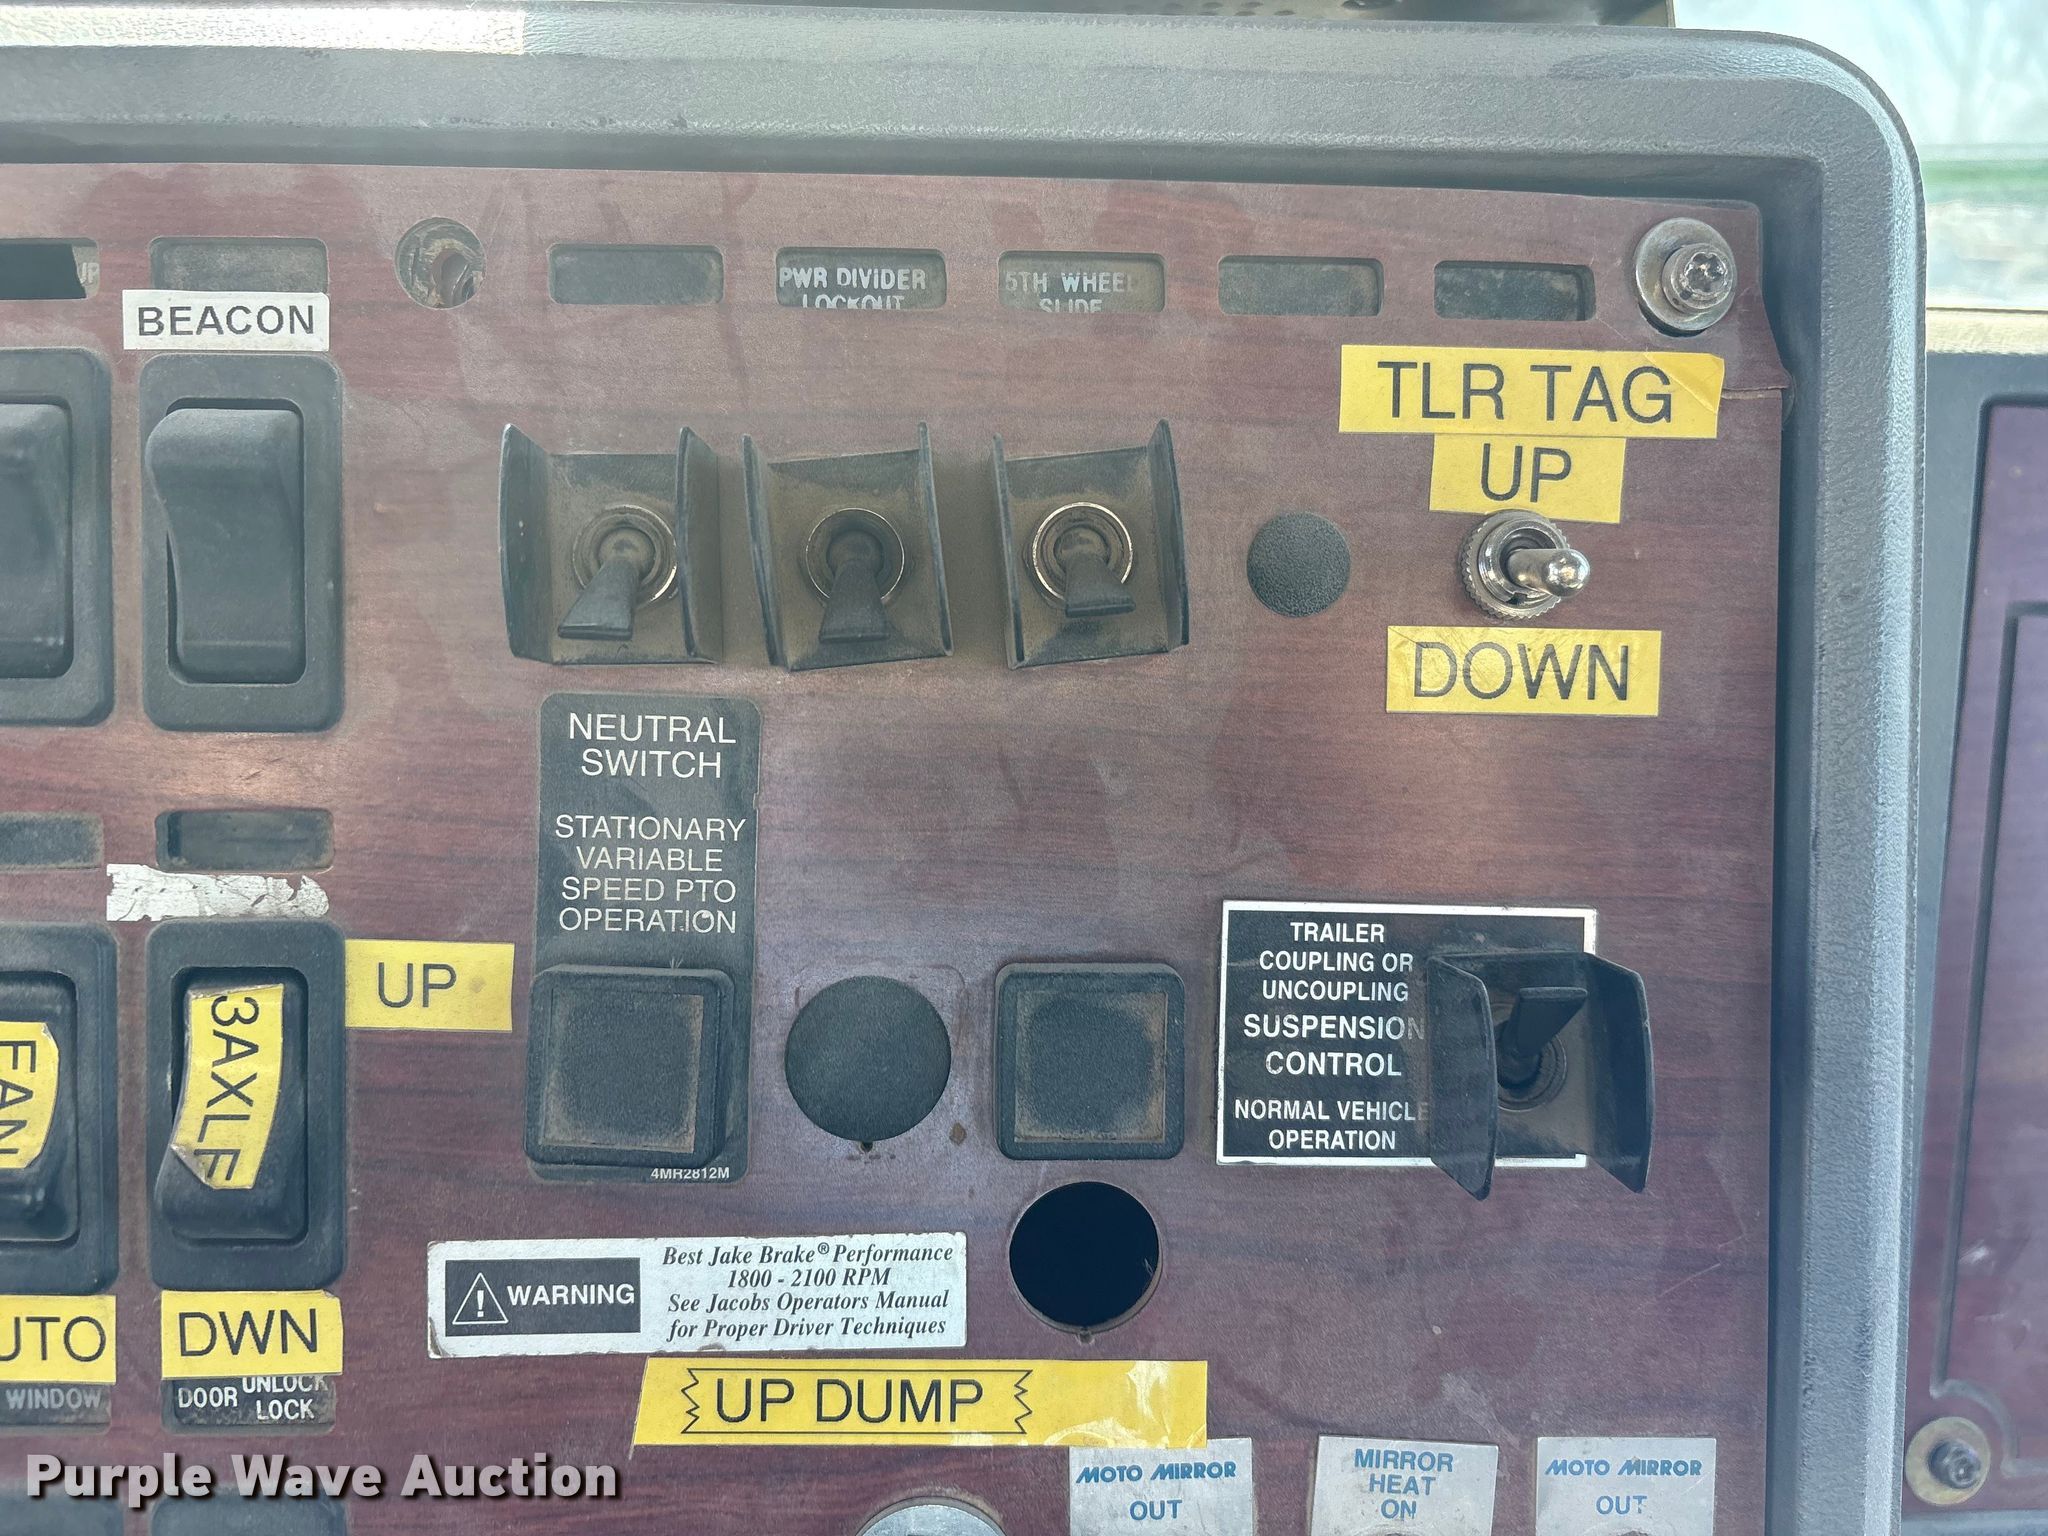 UP
BEACON
PWR DIVIDER
LOCKOUT
5TH WHEEL
SLIDE
TLR TAG
UP
DOWN
NEUTRAL
SWITCH
STATIONARY
VARIABLE
SPEED PTO
OPERATION
4MR2812M
UP
3AXLF
FAN
TRAILER
COUPLING OR
UNCOUPLING
SUSPENSION
CONTROL
NORMAL VEHICLE
OPERATION
WARNING
Best Jake Brake® Performance
1800 - 2100 RPM
See Jacobs Operators Manual
for Proper Driver Techniques
UTO
DWN
WINDOW
DOOR UNLOCK
LOCK
UP DUMP
MOTO MIRROR
OUT
MIRROR
HEAT
ON
MOTO MIRROR
OUT
Purple Wave Auction